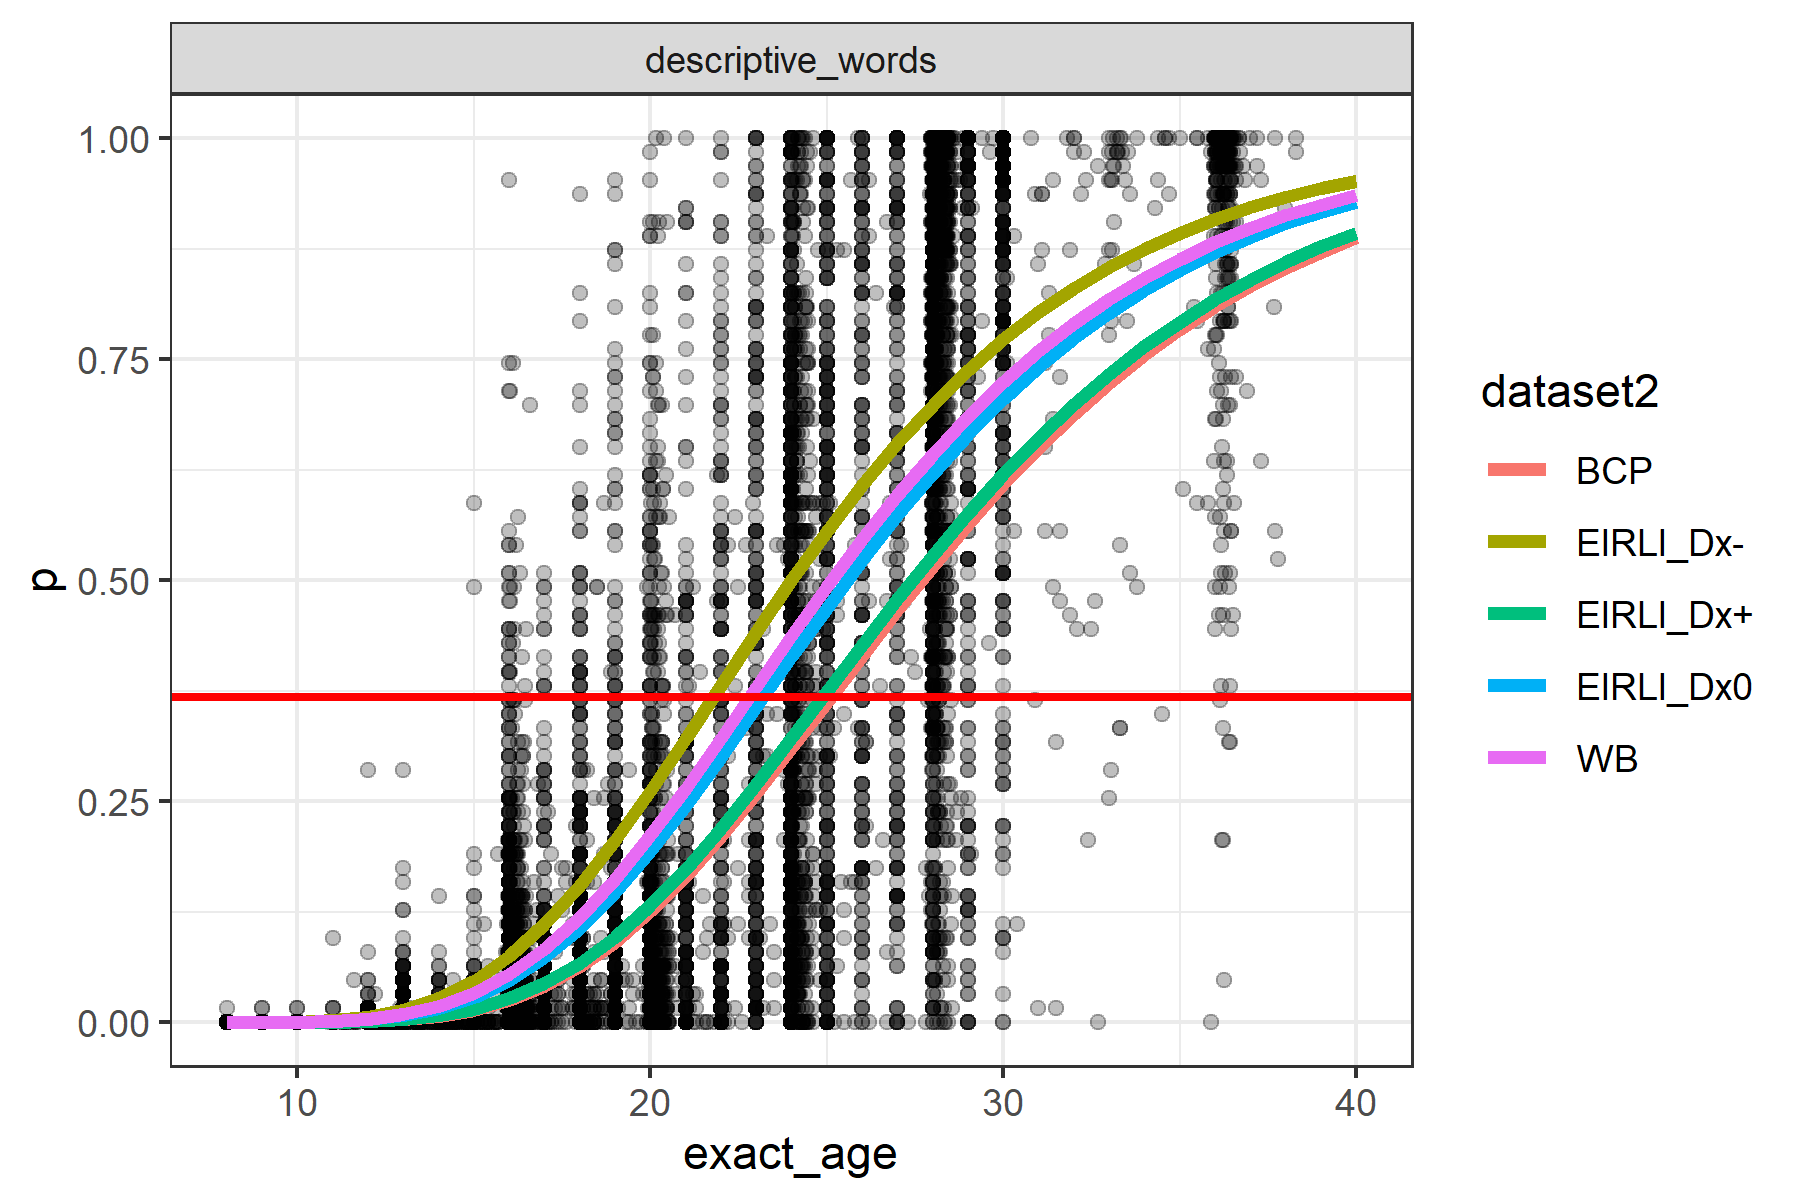 descriptive_words
1.00
0.75
0.50
0.25
0.00
p
10
20
30
40
exact_age
dataset2
BCP
EIRLI_Dx-
EIRLI_Dx+
EIRLI_Dx0
WB